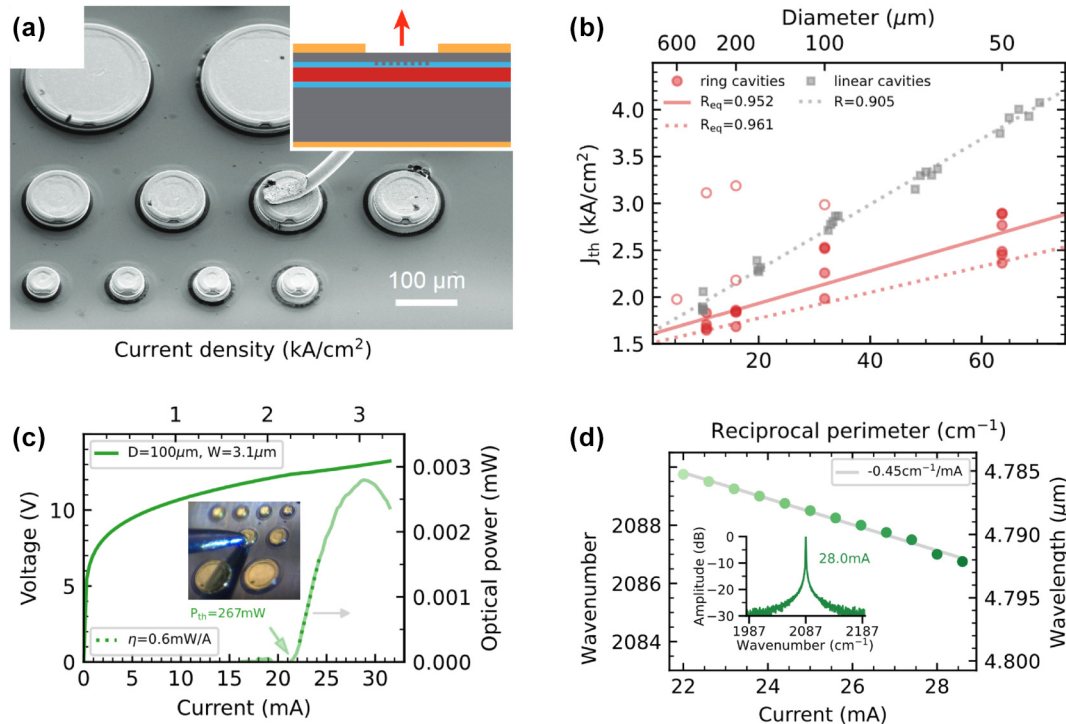 (a)
100 µm
(b)
Diameter (µm)
600 200 100 50
ring cavities
linear cavities
R_eq=0.952
R=0.905
R_eq=0.961
J_th (kA/cm²)
4.0
3.5
3.0
2.5
2.0
1.5
20 40 60
Reciprocal perimeter (cm⁻¹)
(c)
Current density (kA/cm²)
1 2 3
D=100µm, W=3.1µm
Voltage (V)
12
10
7
5
2
0
P_th=267mW
η=0.6mW/A
0.003
0.002
0.001
0.000
Optical power (mW)
0 5 10 15 20 25 30
Current (mA)
(d)
-0.45cm⁻¹/mA
Wavenumber
2088
2086
2084
4.785
4.790
4.795
4.800
Wavelength (µm)
Amplitude (dB)
0
−10
−20
−30
28.0mA
1987 2087 2187
Wavenumber (cm⁻¹)
22 24 26 28
Current (mA)